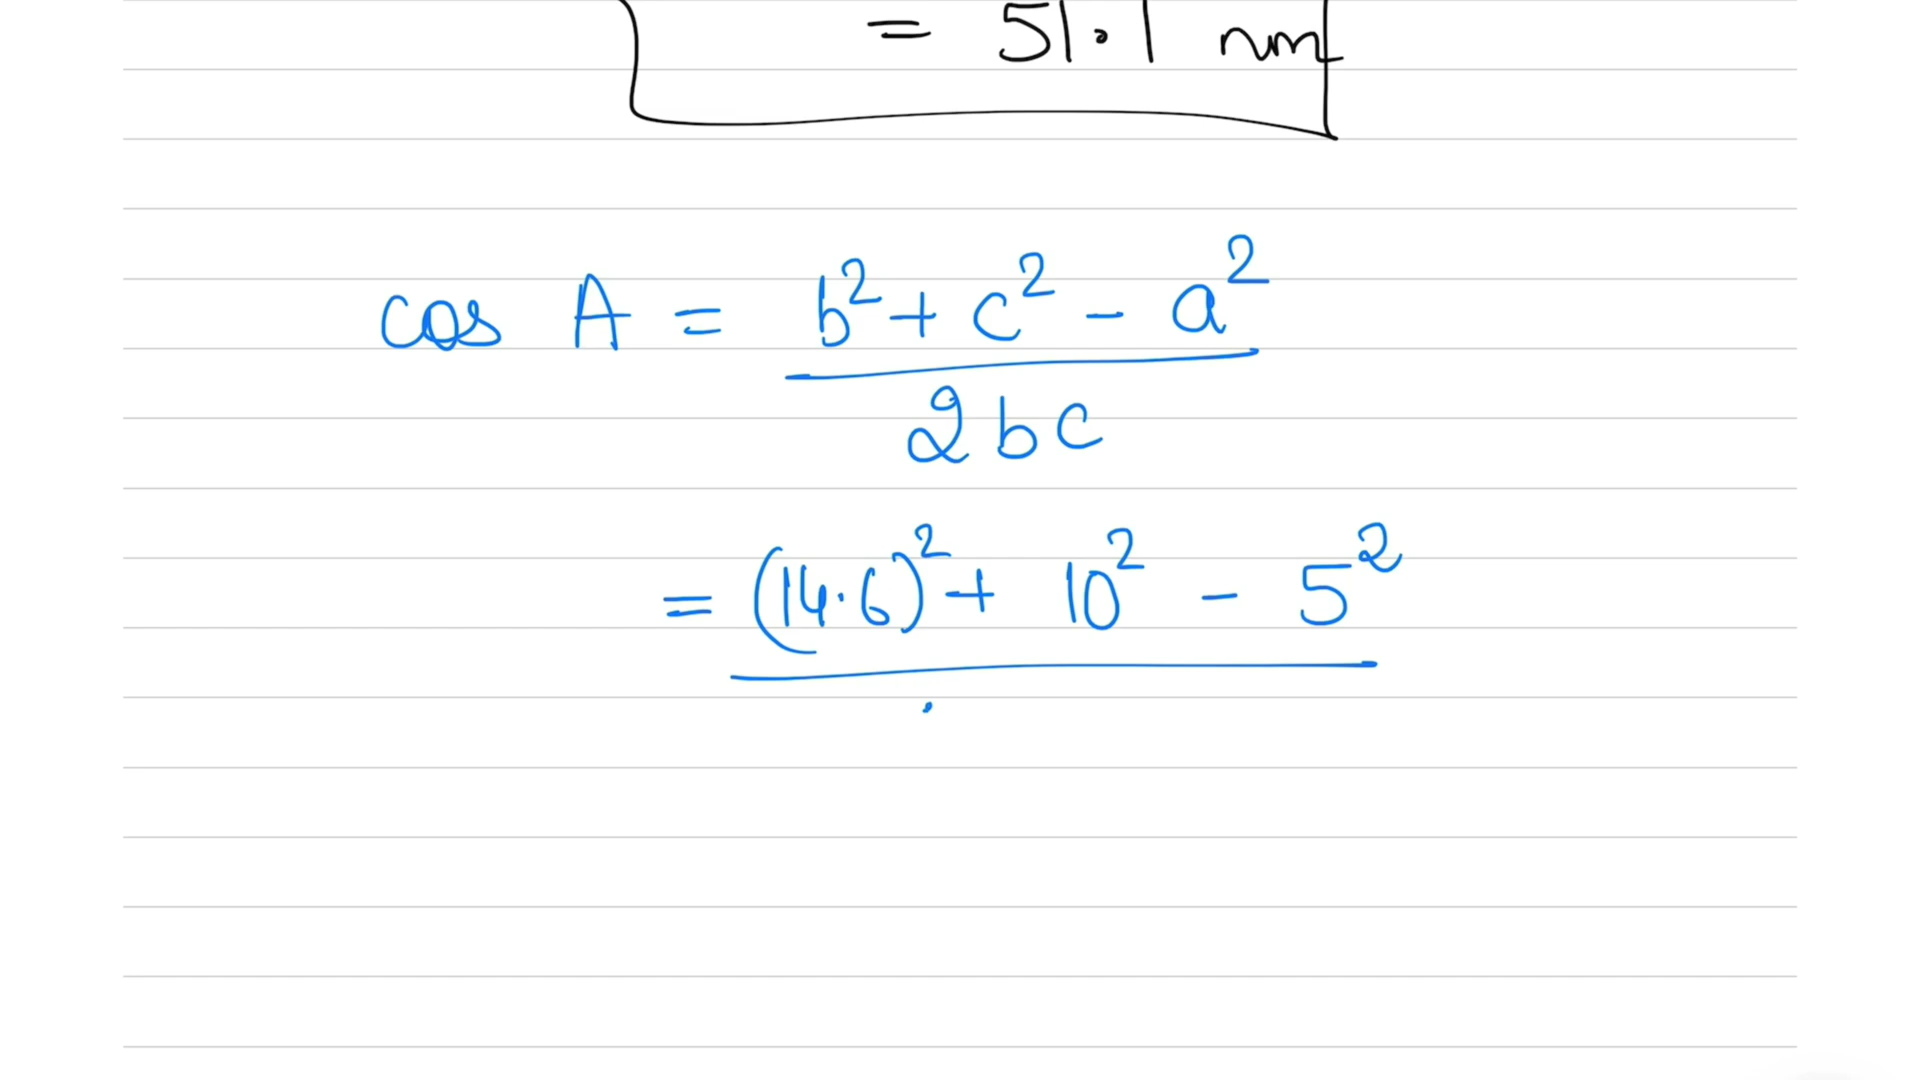 = 51.1 nm
cos A = b² + c² - a²
2bc
= (14.6)² + 10² - 5²